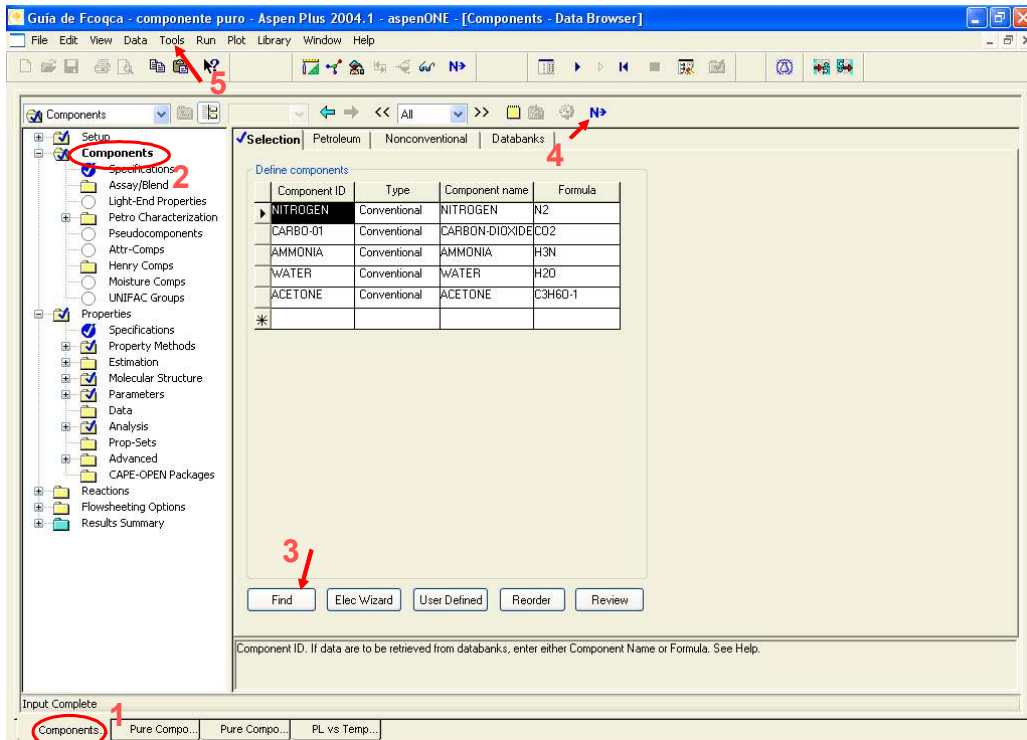 Guía de Fcoqca - componente puro - Aspen Plus 2004.1 - aspenONE - [Components - Data Browser]
File Edit View Data Tools Run Plot Library Window Help
N>
5
Components
<< All >>
N>
4
Setup
Components
2
Specifications
Assay/Blend
Light-End Properties
Petro Characterization
Pseudocomponents
Attr-Comps
Henry Comps
Moisture Comps
UNIFAC Groups
Properties
Specifications
Property Methods
Estimation
Molecular Structure
Parameters
Data
Analysis
Prop-Sets
Advanced
CAPE-OPEN Packages
Reactions
Flowsheeting Options
Results Summary
Selection Petroleum Nonconventional Databanks
Define components
Component ID Type Component name Formula
NITROGEN Conventional NITROGEN N2
CARBO-01 Conventional CARBON-DIOXIDE CO2
AMMONIA Conventional AMMONIA H3N
WATER Conventional WATER H2O
ACETONE Conventional ACETONE C3H6O-1
*
3
Find Elec Wizard User Defined Reorder Review
Component ID. If data are to be retrieved from databanks, enter either Component Name or Formula. See Help.
Input Complete
1
Components. Pure Compo... Pure Compo... PL vs Temp...